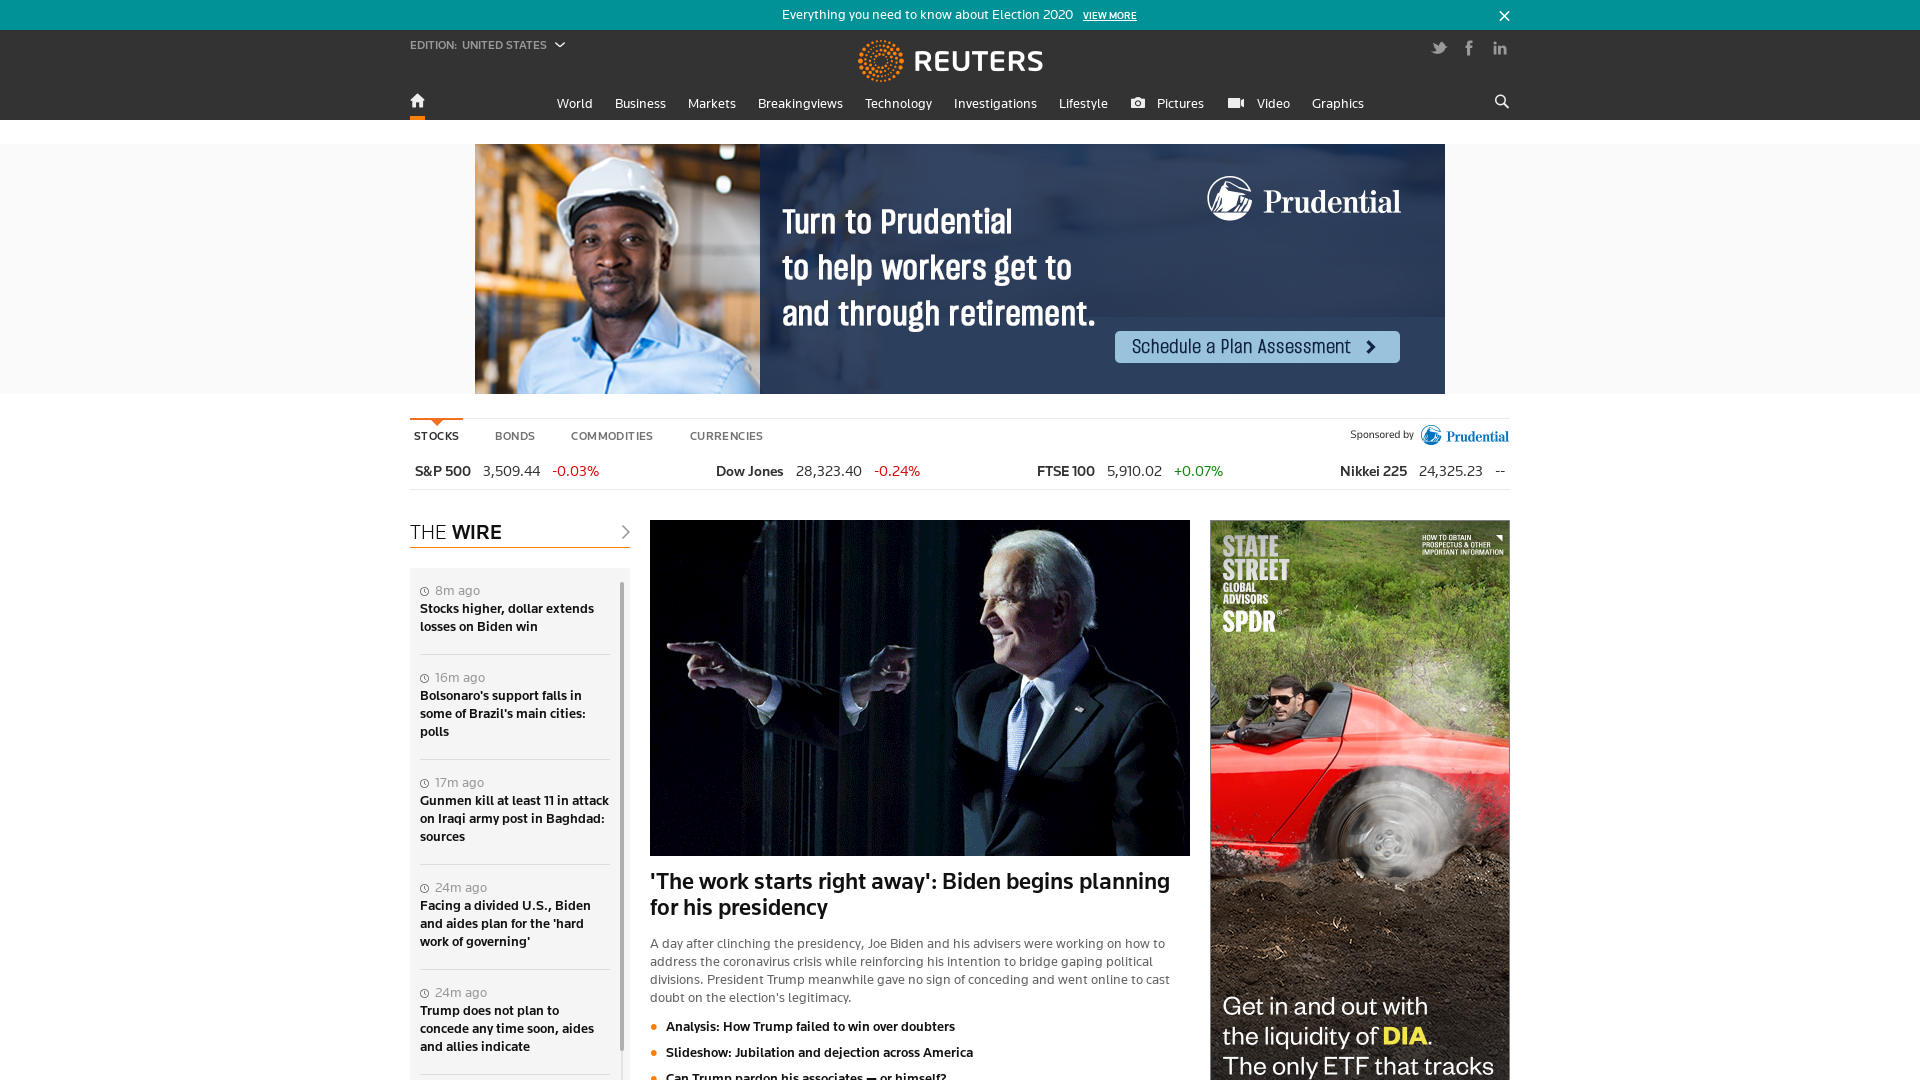 Everything you need to know about Election 2020 VIEW MORE
EDITION: UNITED STATES
REUTERS
World Business Markets Breakingviews Technology Investigations Lifestyle Pictures Video Graphics
Turn to Prudential
to help workers get to
and through retirement.
Prudential
Schedule a Plan Assessment
STOCKS BONDS COMMODITIES CURRENCIES
Sponsored by Prudential
S&P 500 3,509.44 -0.03% Dow Jones 28,323.40 -0.24% FTSE 100 5,910.02 +0.07% Nikkei 225 24,325.23 --
THE WIRE
8m ago
Stocks higher, dollar extends
losses on Biden win
16m ago
Bolsonaro's support falls in
some of Brazil's main cities:
polls
17m ago
Gunmen kill at least 11 in attack
on Iraqi army post in Baghdad:
sources
24m ago
Facing a divided U.S., Biden
and aides plan for the 'hard
work of governing'
24m ago
Trump does not plan to
concede any time soon, aides
and allies indicate
'The work starts right away': Biden begins planning
for his presidency
A day after clinching the presidency, Joe Biden and his advisers were working on how to
address the coronavirus crisis while reinforcing his intention to bridge gaping political
divisions. President Trump meanwhile gave no sign of conceding and went online to cast
doubt on the election's legitimacy.
Analysis: How Trump failed to win over doubters
Slideshow: Jubilation and dejection across America
Can Trump pardon his associates — or himself?
STATE
STREET
GLOBAL
ADVISORS
SPDR®
HOW TO OBTAIN
PROSPECTUS & OTHER
IMPORTANT INFORMATION
Get in and out with
the liquidity of DIA.
The only ETF that tracks